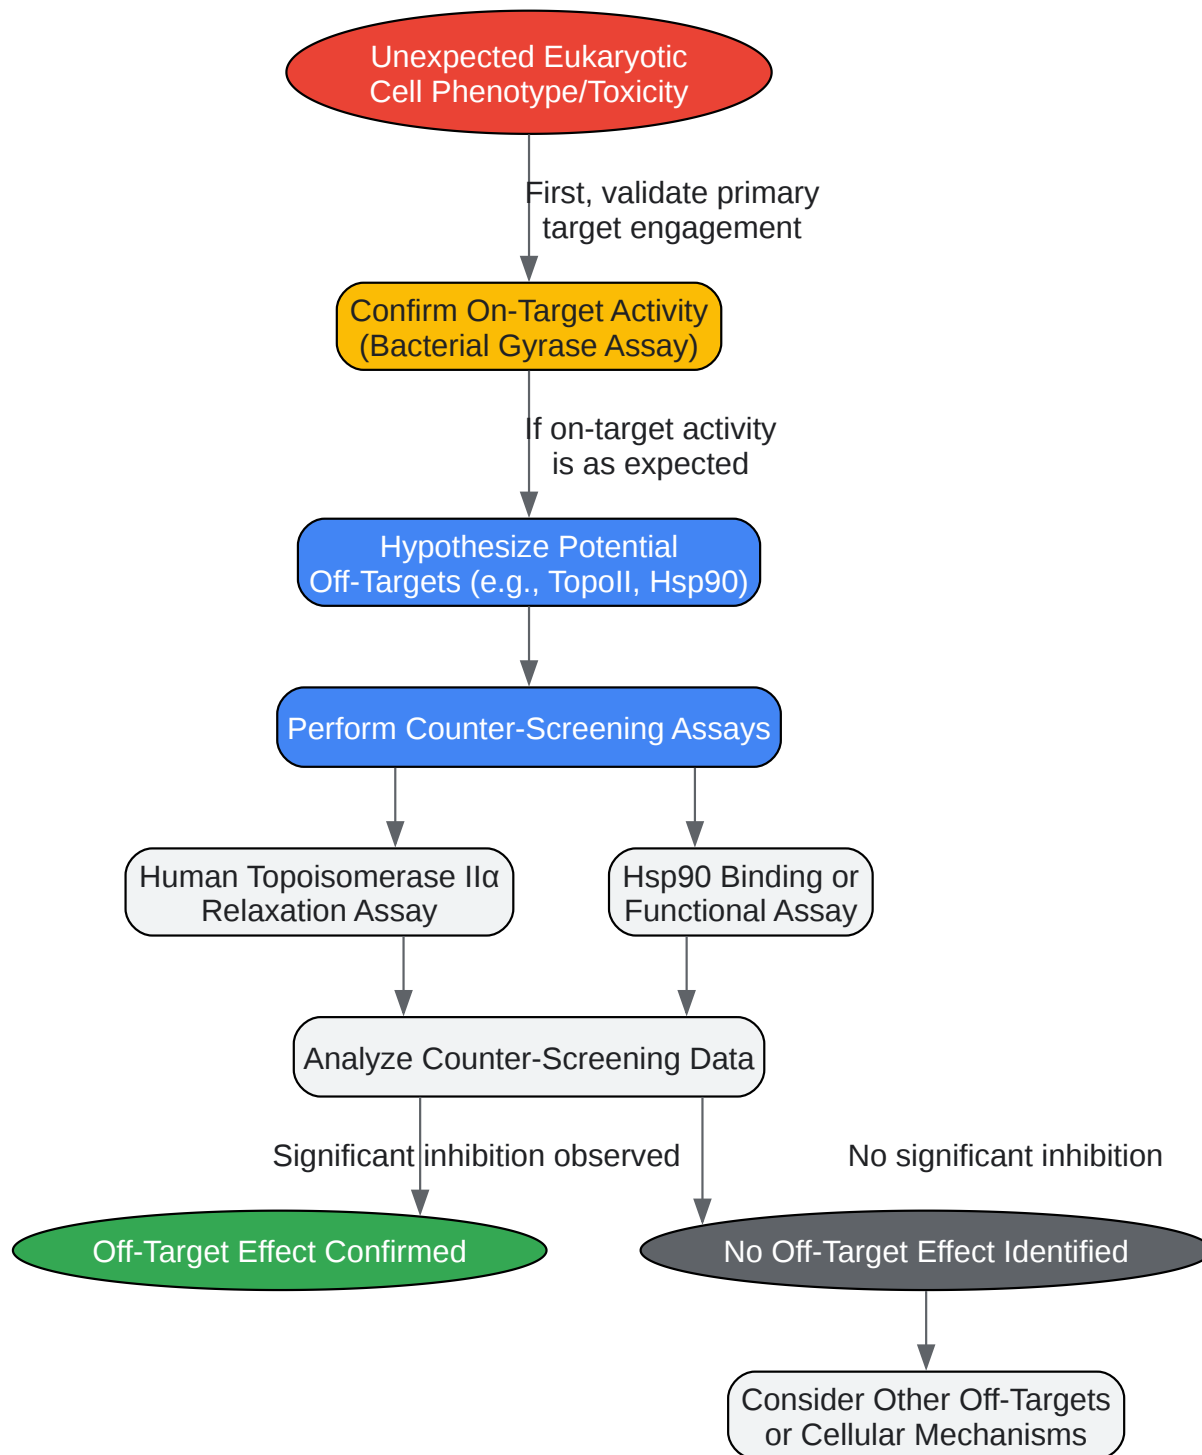 Unexpected Eukaryotic
Cell Phenotype/Toxicity
First, validate primary
target engagement
Confirm On-Target Activity
(Bacterial Gyrase Assay)
If on-target activity
is as expected
Hypothesize Potential
Off-Targets (e.g., TopoII, Hsp90)
Perform Counter-Screening Assays
Human Topoisomerase IIα
Relaxation Assay
Hsp90 Binding or
Functional Assay
Analyze Counter-Screening Data
Significant inhibition observed
No significant inhibition
Off-Target Effect Confirmed
No Off-Target Effect Identified
Consider Other Off-Targets
or Cellular Mechanisms